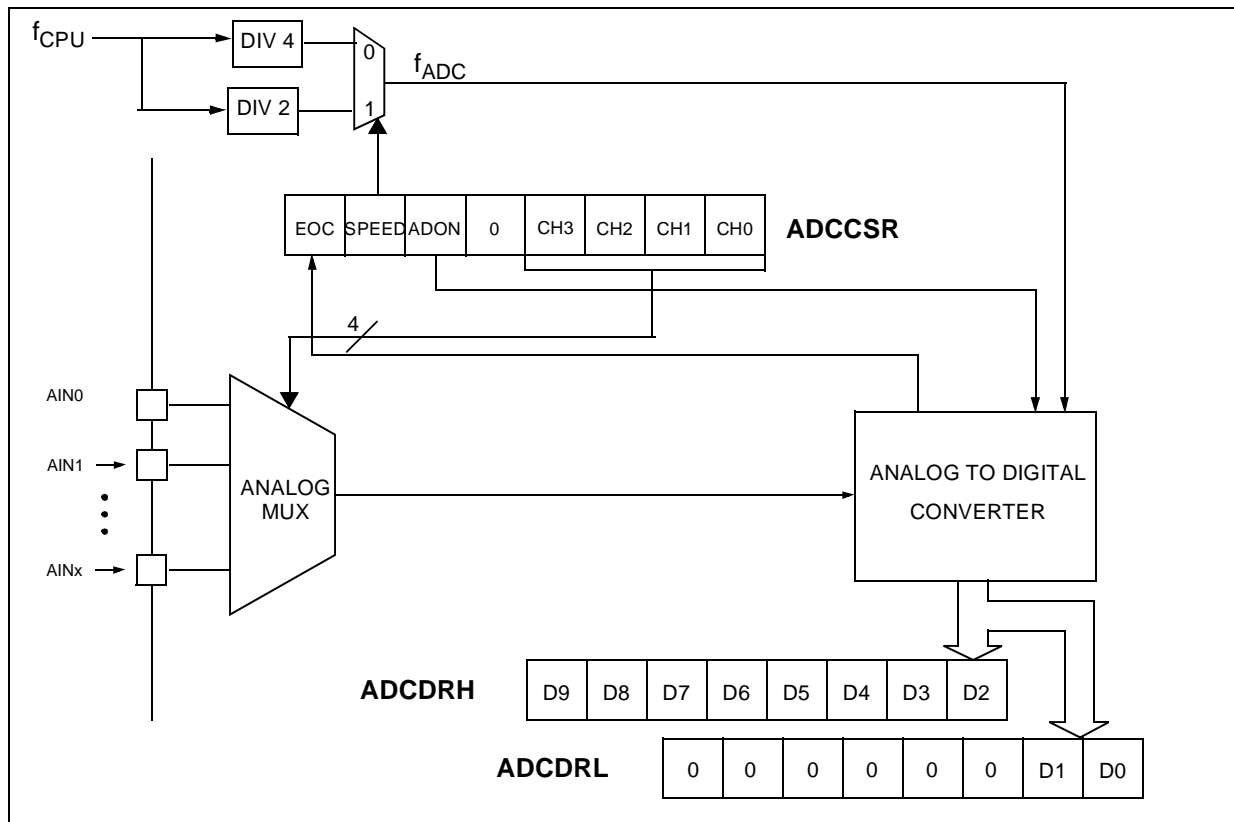 fCPU
DIV 4
0
fADC
DIV 2
1
EOC SPEED ADON 0 CH3 CH2 CH1 CH0 ADCCSR
4
AIN0
AIN1
ANALOG
MUX
ANALOG TO DIGITAL
CONVERTER
AINx
ADCDRH D9 D8 D7 D6 D5 D4 D3 D2
ADCDRL 0 0 0 0 0 0 D1 D0